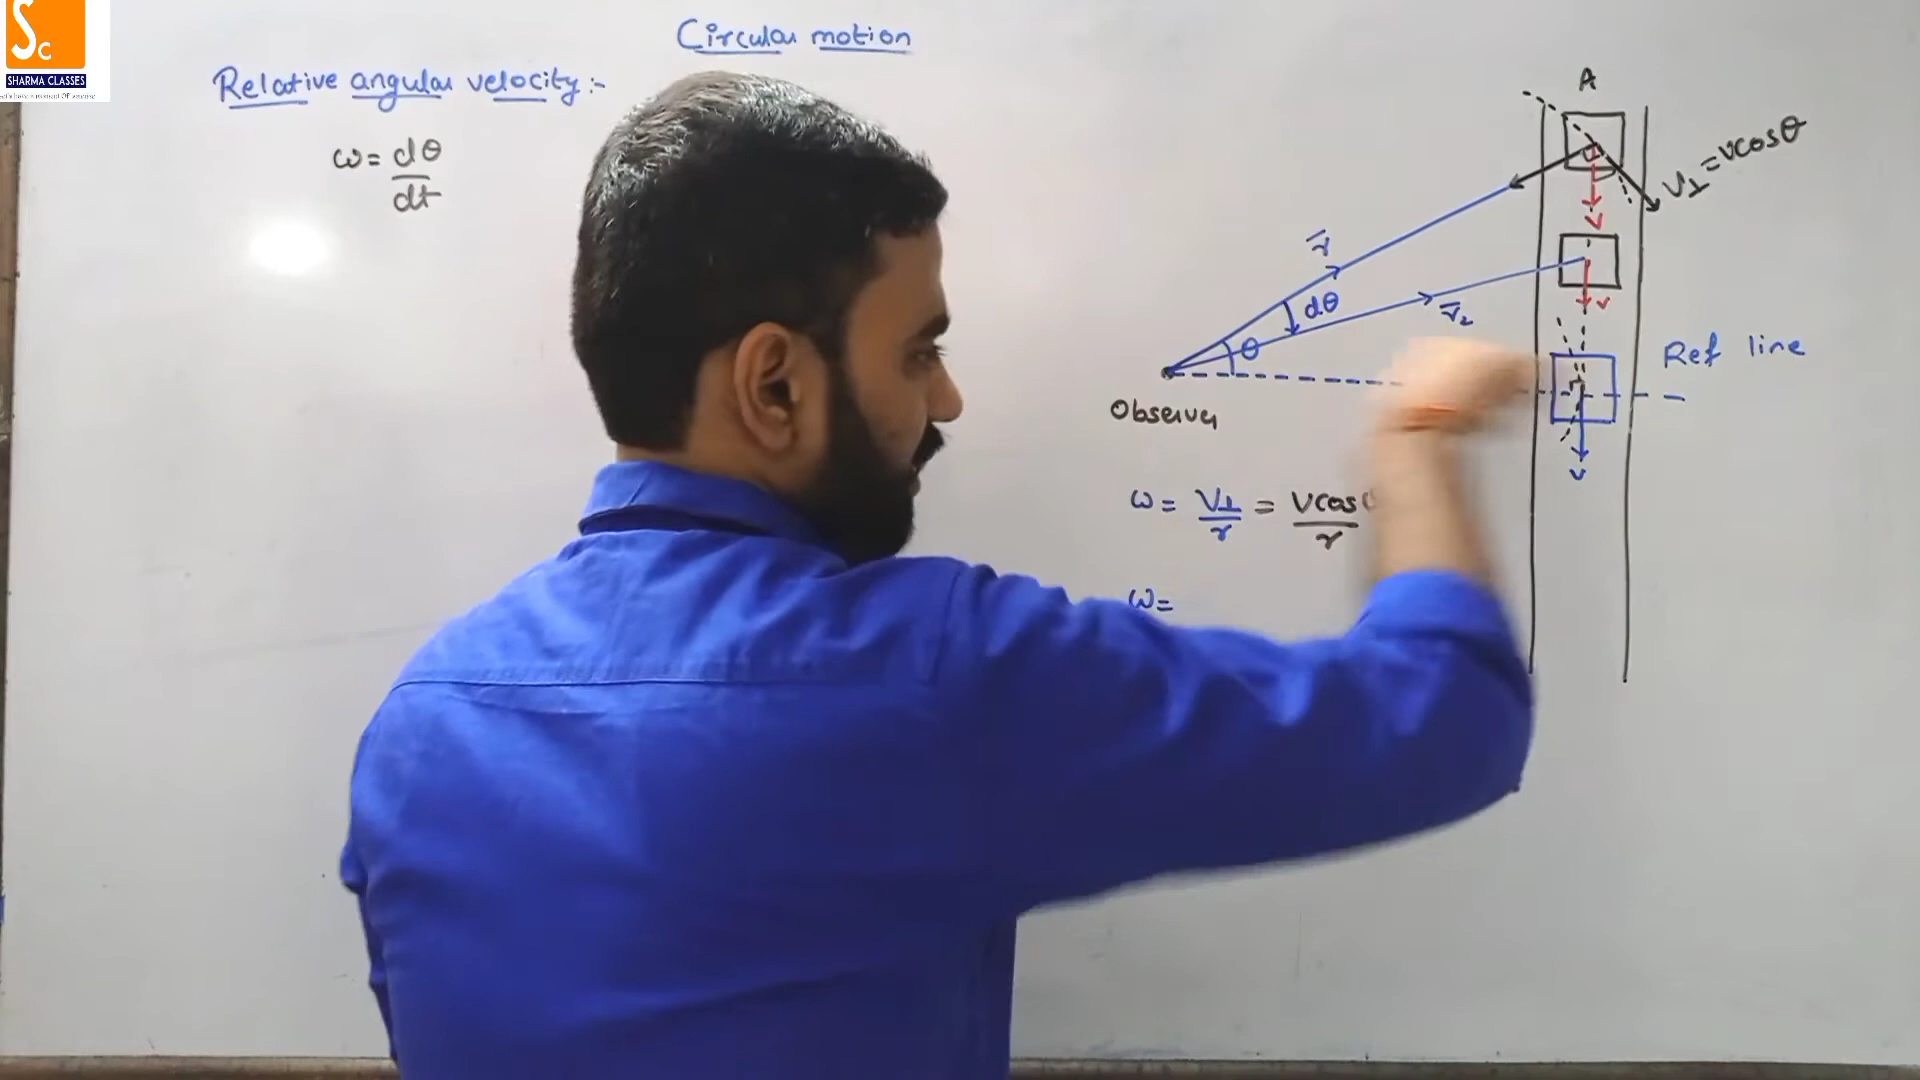 Sc
SHARMA CLASSES
Circular motion
Relative angular velocity :-
ω = dθ
dt
A
V⊥ = vcosθ
v
r
dθ
r₂
v
θ
Ref line
Observer
v
ω = V⊥ = Vcos
r r
ω =